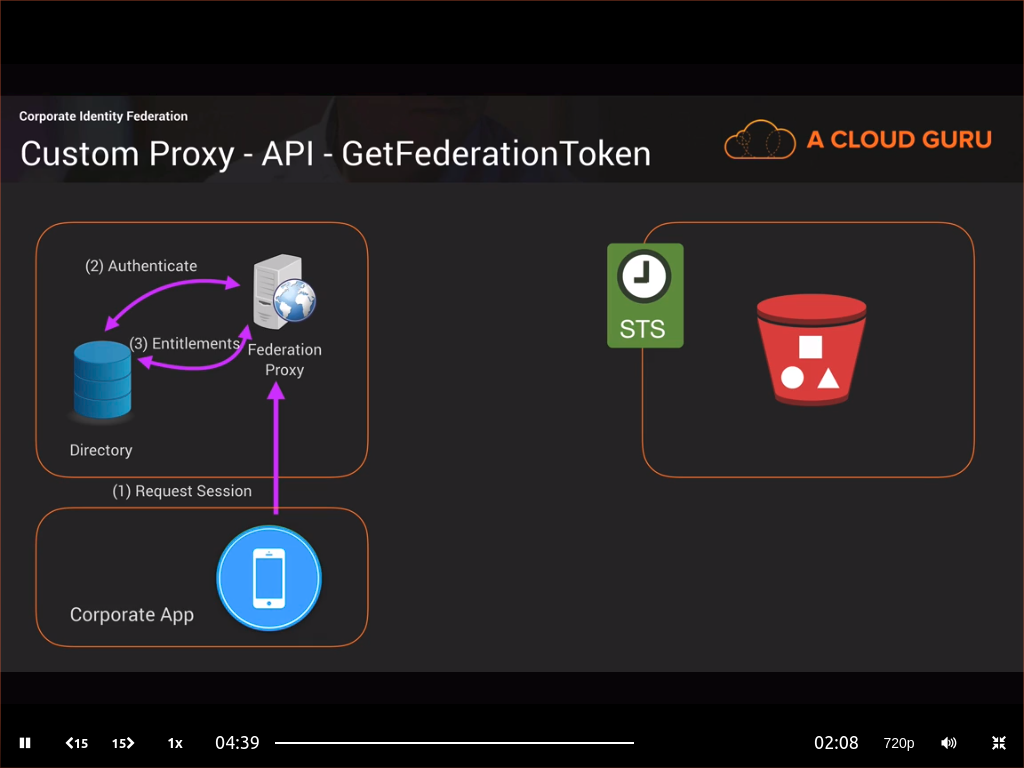 Corporate Identity Federation
Custom Proxy - API - GetFederationToken
A CLOUD GURU
(2) Authenticate
(3) Entitlements
Federation
Proxy
Directory
STS
(1) Request Session
Corporate App
15
15
1x
04:39
02:08
720p